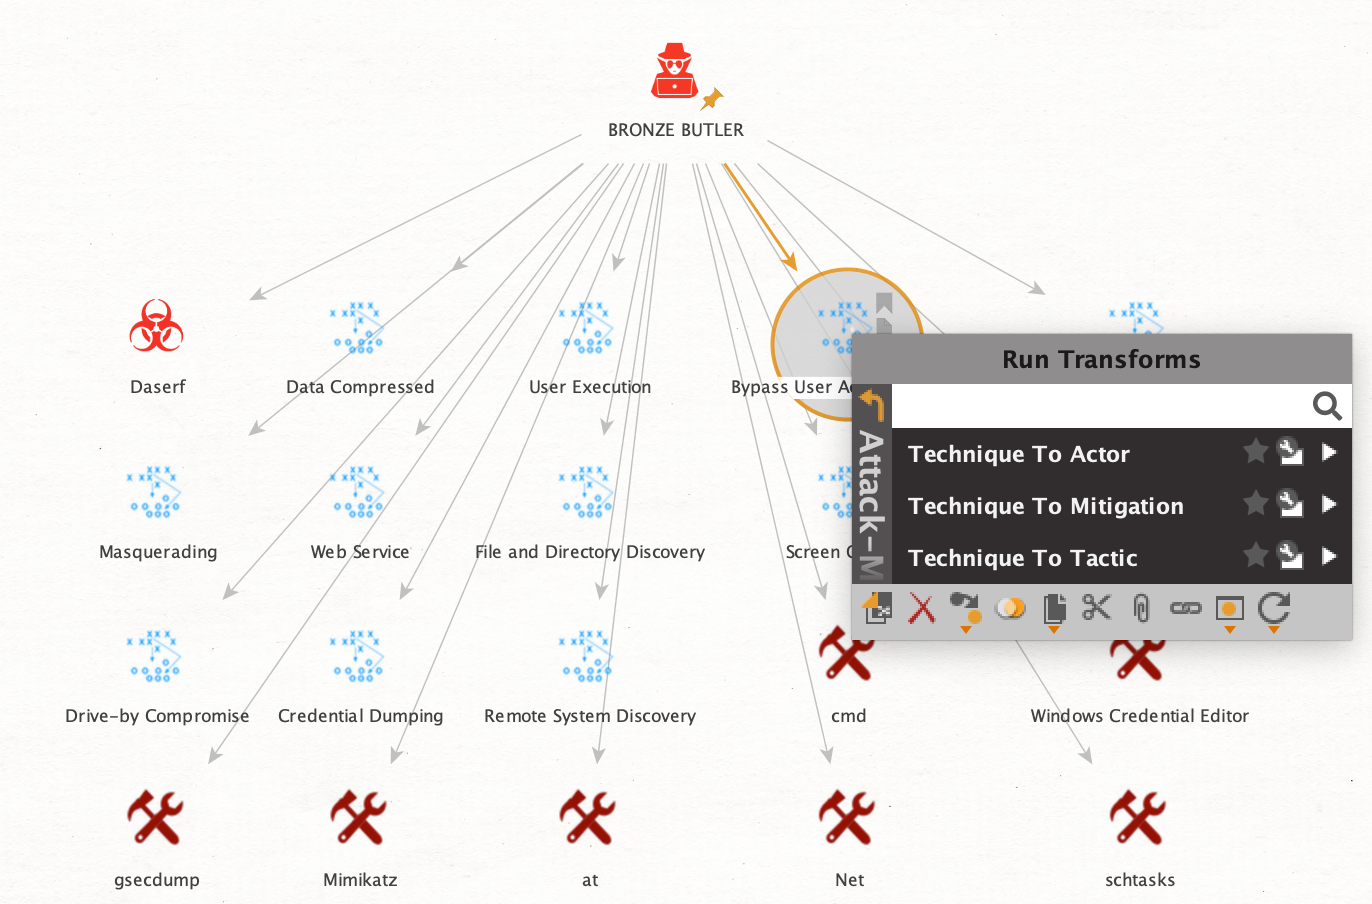 BRONZE BUTLER
Daserf
Data Compressed
User Execution
Bypass User
Run Transforms
Attack-M
Technique To Actor
Technique To Mitigation
Technique To Tactic
Masquerading
Web Service
File and Directory Discovery
Screen
Drive-by Compromise
Credential Dumping
Remote System Discovery
cmd
Windows Credential Editor
gsecdump
Mimikatz
at
Net
schtasks